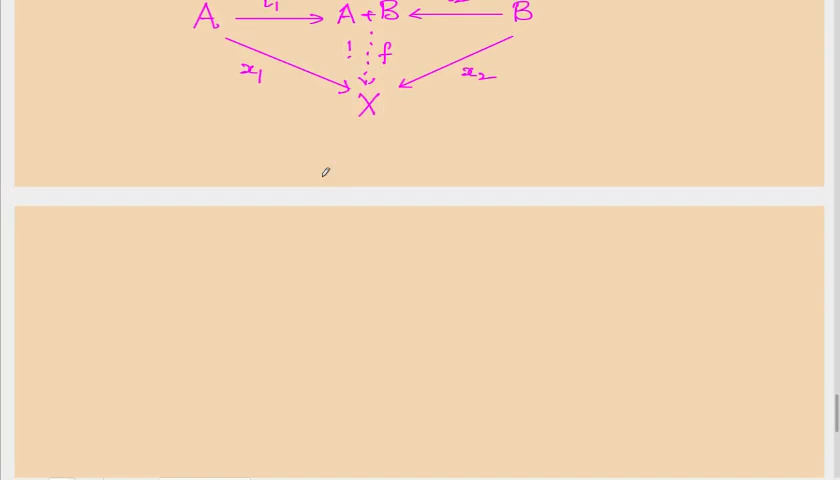 A → A + B ← B
! f
x₁ x₂
X